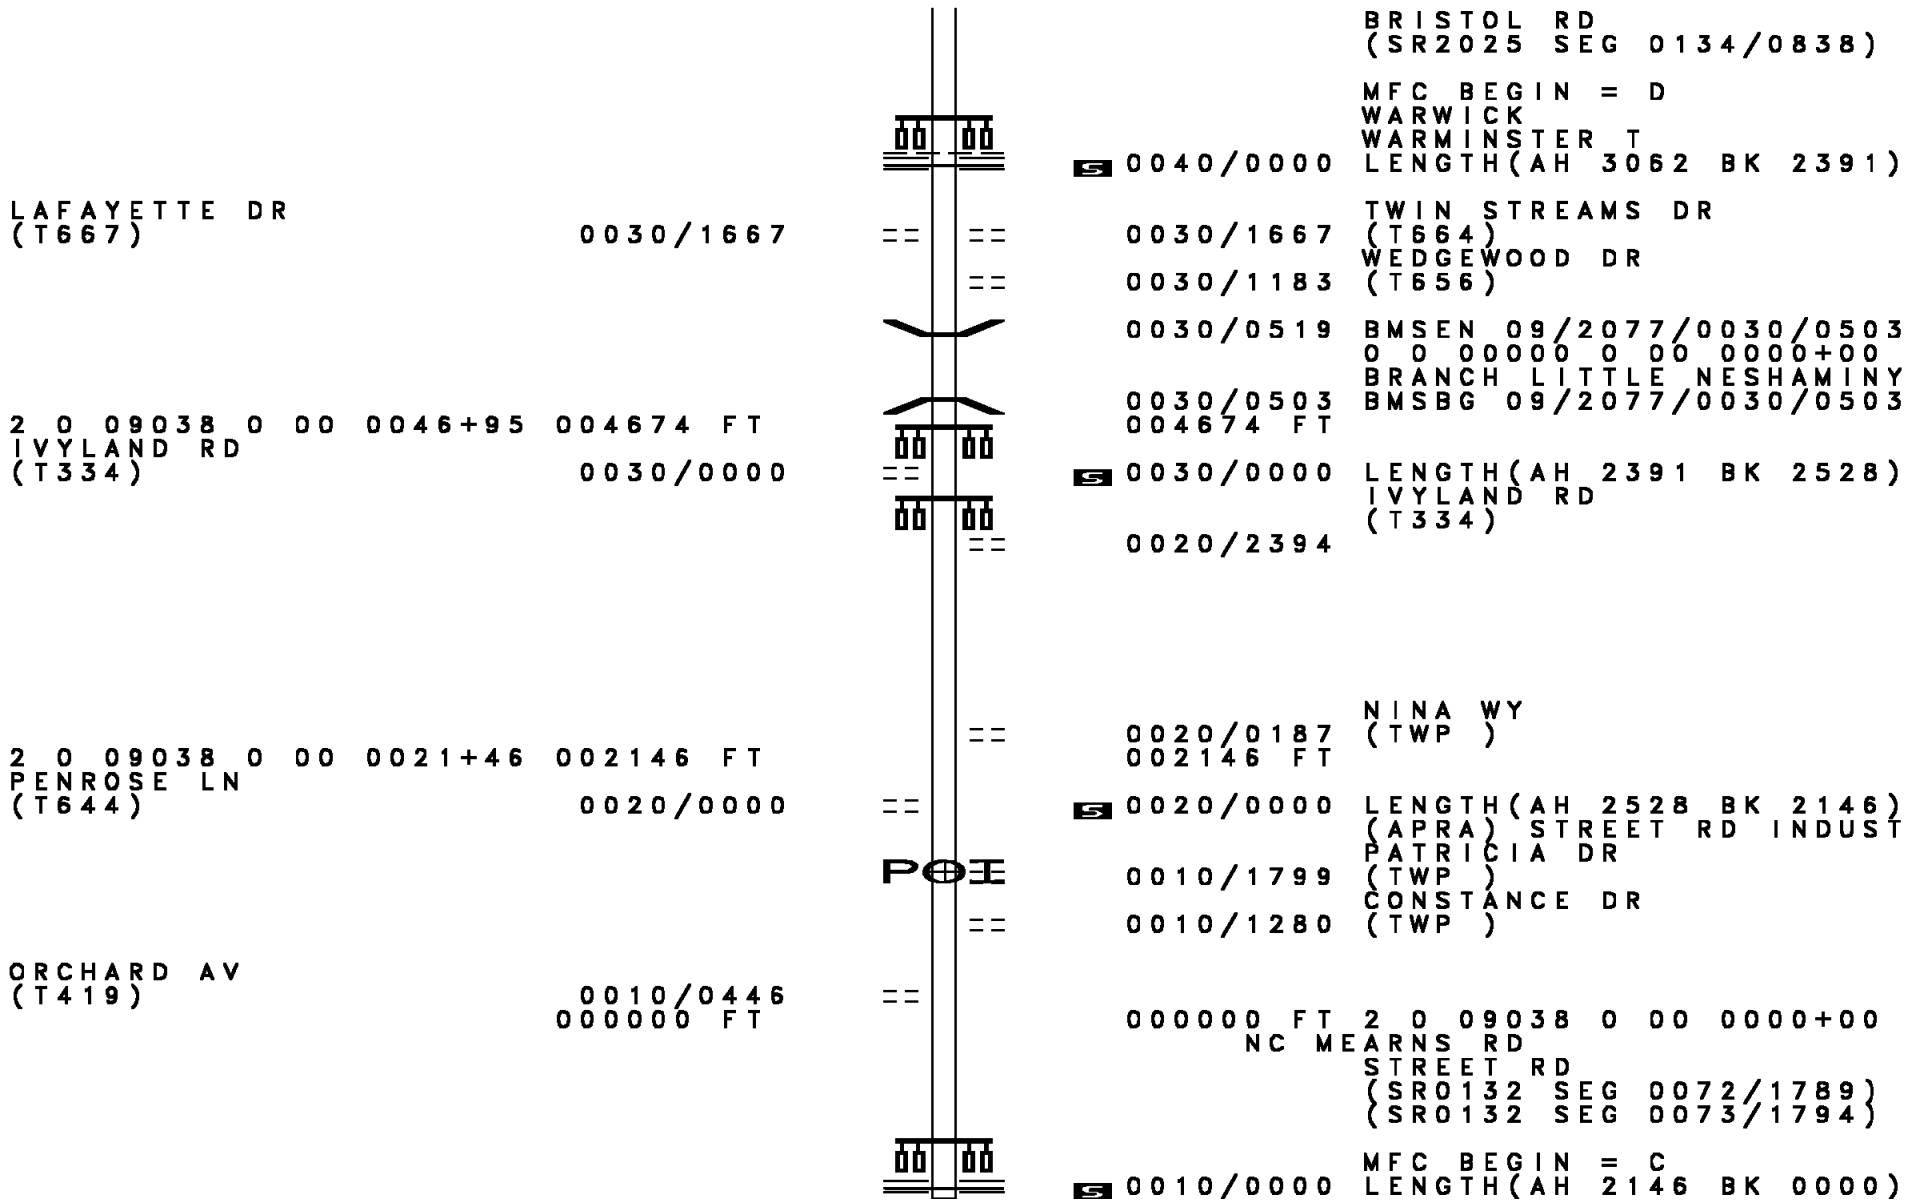 BRISTOL RD
(SR2025 SEG 0134/0838)
MFC BEGIN = D
WARWICK
WARMINSTER T
S 0040/0000 LENGTH(AH 3062 BK 2391)
LAFAYETTE DR TWIN STREAMS DR
(T667) 0030/1667 == == 0030/1667 (T664)
WEDGEWOOD DR
== 0030/1183 (T656)
0030/0519 BMSEN 09/2077/0030/0503
0 0 00000 0 00 0000+00
BRANCH LITTLE NESHAMINY
0030/0503 BMSBG 09/2077/0030/0503
2 0 09038 0 00 0046+95 004674 FT 004674 FT
IVYLAND RD
(T334) 0030/0000 == S 0030/0000 LENGTH(AH 2391 BK 2528)
IVYLAND RD
(T334)
== 0020/2394
NINA WY
== 0020/0187 (TWP )
2 0 09038 0 00 0021+46 002146 FT 002146 FT
PENROSE LN
(T644) 0020/0000 == S 0020/0000 LENGTH(AH 2528 BK 2146)
(APRA) STREET RD INDUST
PATRICIA DR
POI 0010/1799 (TWP )
CONSTANCE DR
== 0010/1280 (TWP )
ORCHARD AV
(T419) 0010/0446 ==
000000 FT 000000 FT 2 0 09038 0 00 0000+00
NC MEARNS RD
STREET RD
(SR0132 SEG 0072/1789)
(SR0132 SEG 0073/1794)
MFC BEGIN = C
S 0010/0000 LENGTH(AH 2146 BK 0000)